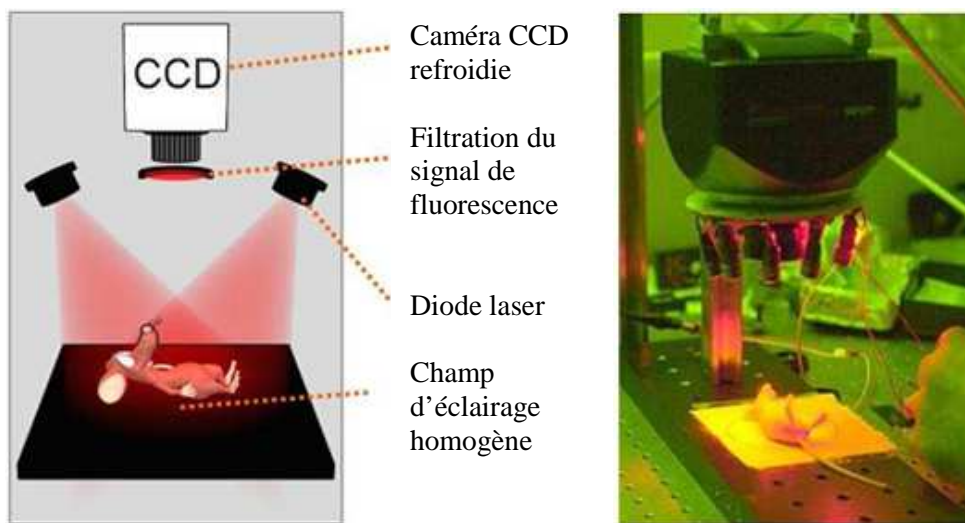 CCD
Caméra CCD
refroidie
Filtration du
signal de
fluorescence
Diode laser
Champ
d’éclairage
homogène